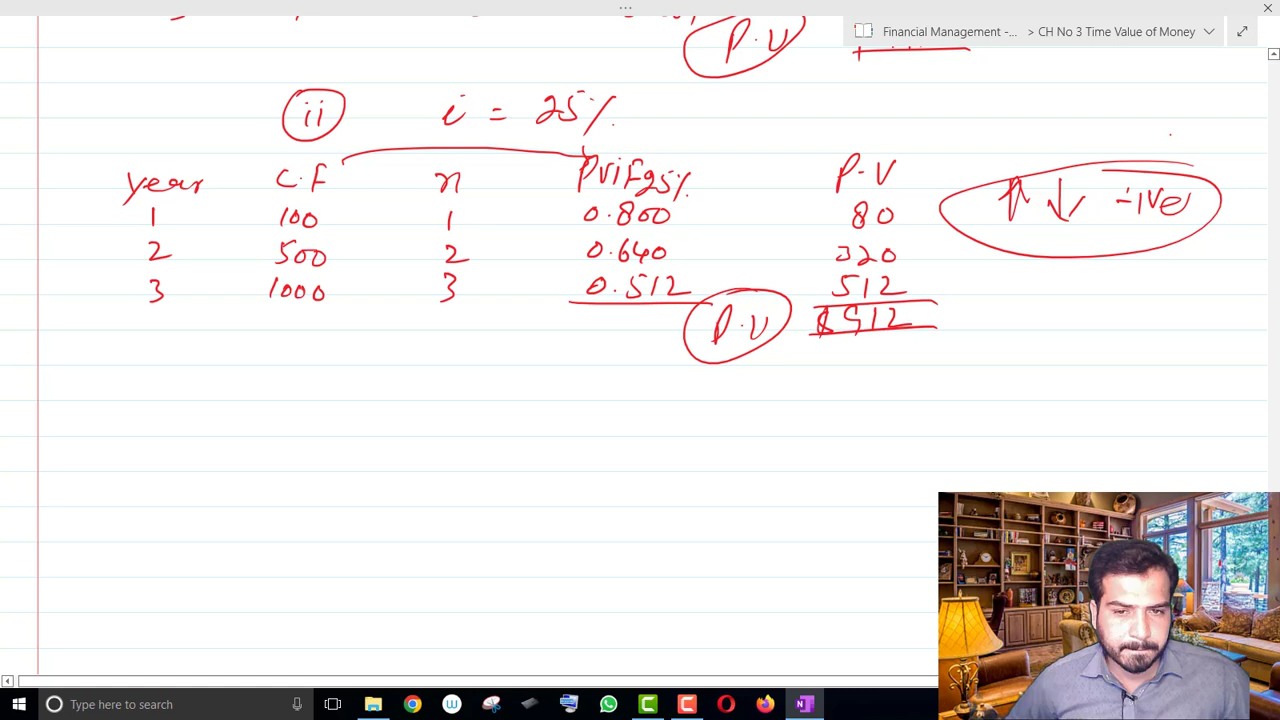 Financial Management -... > CH No 3 Time Value of Money
P.V
ii i = 25%
year C.F n PVIF25% P.V
1 100 1 0.800 80
2 500 2 0.640 320
3 1000 3 0.512 512
P.V $912
↑ ↓ -ive
Type here to search